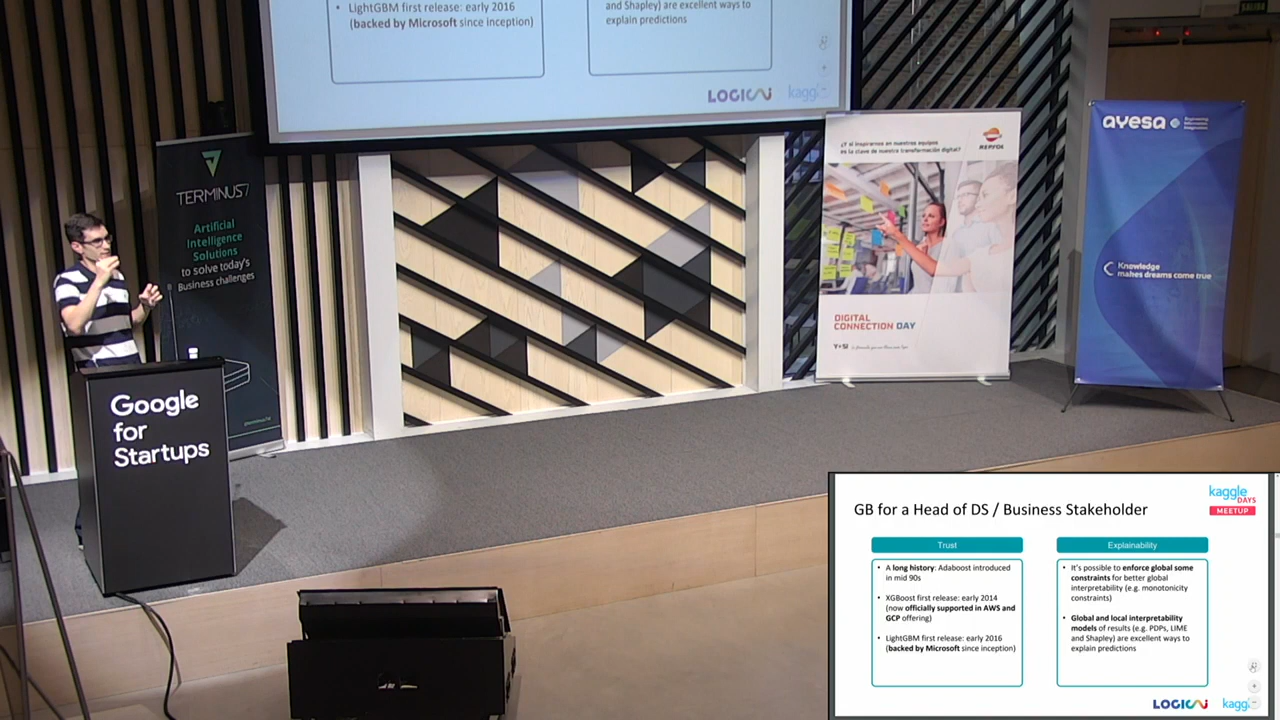 LightGBM first release: early 2016
(backed by Microsoft since inception)
and Shapley) are excellent ways to
explain predictions
LOGICAI
kaggle
TERMINUS7
Artificial
Intelligence
Solutions
to solve today's
Business challenges
Google
for
Startups
¿Y si inspirarnos en nuestros equipos
es la clave de nuestra transformación digital?
REPSOL
DIGITAL
CONNECTION DAY
ayesa
Knowledge
makes dreams come true
SALIDA
kaggle
DAYS
MEETUP
GB for a Head of DS / Business Stakeholder
Trust
• A long history: Adaboost introduced
in mid 90s
• XGBoost first release: early 2014
(now officially supported in AWS and
GCP offering)
• LightGBM first release: early 2016
(backed by Microsoft since inception)
Explainability
• It's possible to enforce global some
constraints for better global
interpretability (e.g. monotonicity
constraints)
• Global and local interpretability
models of results (e.g. PDPs, LIME
and Shapley) are excellent ways to
explain predictions
LOGICAI
kaggle